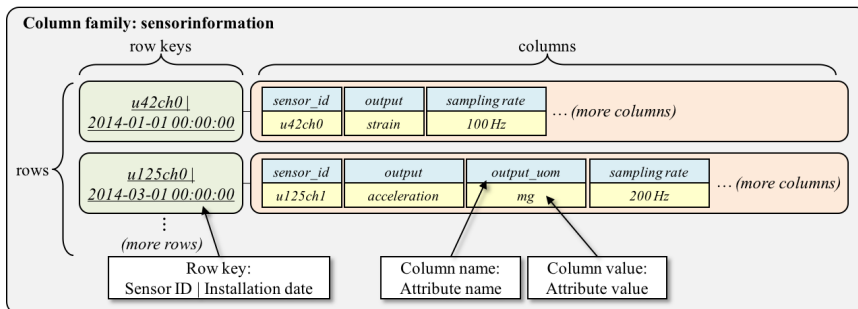 Column family: sensorinformation
row keys
columns
rows
u42ch0 |
2014-01-01 00:00:00
sensor_id
output
sampling rate
u42ch0
strain
100 Hz
… (more columns)
u125ch0 |
2014-03-01 00:00:00
sensor_id
output
output_uom
sampling rate
u125ch1
acceleration
mg
200 Hz
… (more columns)
⋮
(more rows)
Row key:
Sensor ID | Installation date
Column name:
Attribute name
Column value:
Attribute value